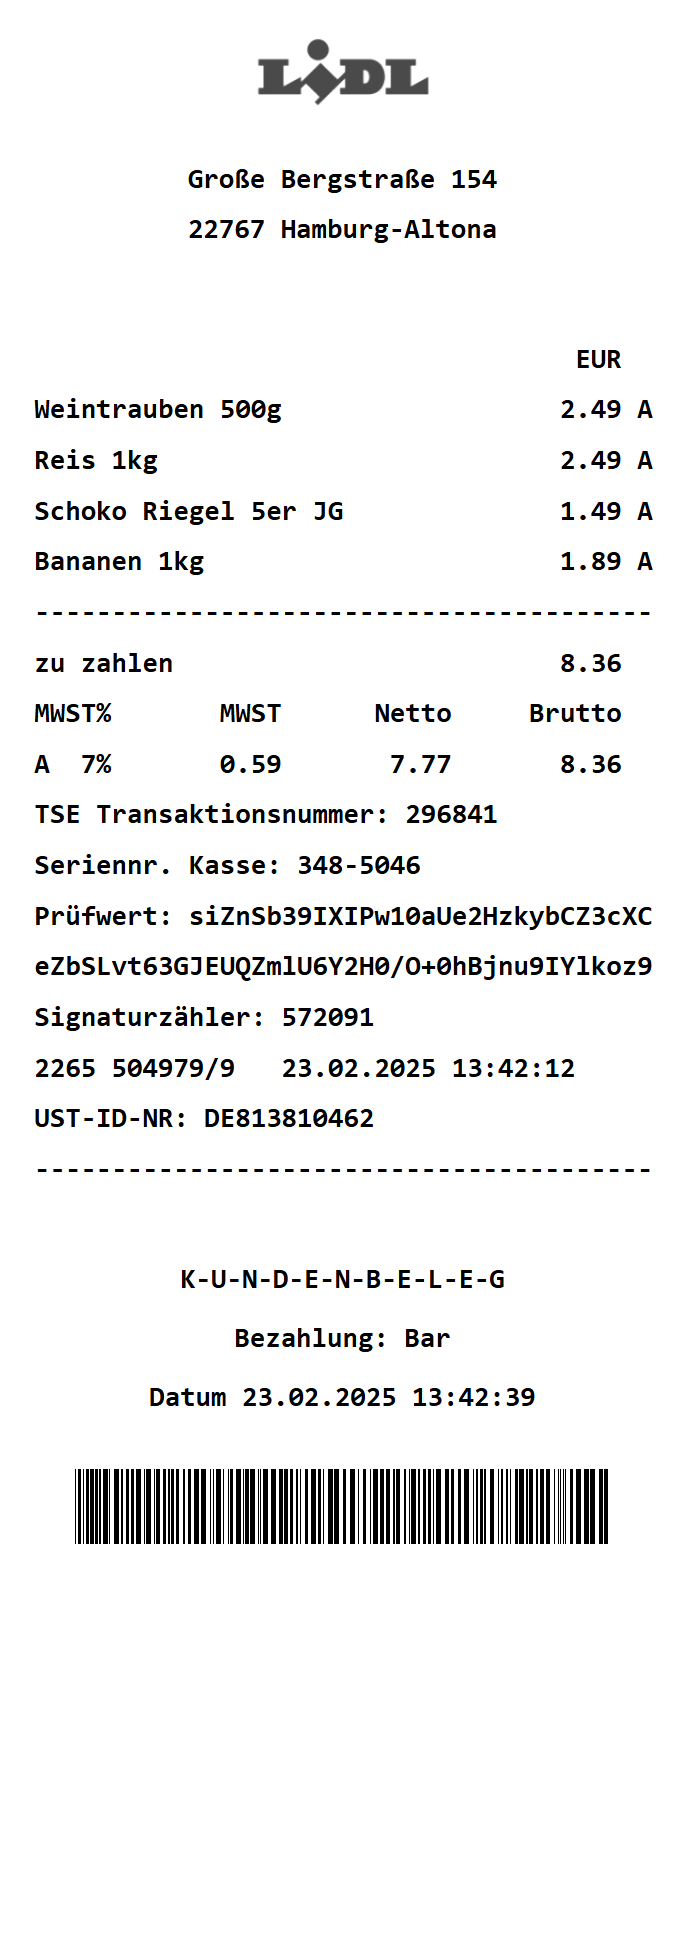 LIDL
Große Bergstraße 154
22767 Hamburg-Altona
EUR
Weintrauben 500g 2.49 A
Reis 1kg 2.49 A
Schoko Riegel 5er JG 1.49 A
Bananen 1kg 1.89 A
----------------------------------------
zu zahlen 8.36
MWST% MWST Netto Brutto
A 7% 0.59 7.77 8.36
TSE Transaktionsnummer: 296841
Seriennr. Kasse: 348-5046
Prüfwert: siZnSb39IXIPw10aUe2HzkybCZ3cXC
eZbSLvt63GJEUQZmlU6Y2H0/O+0hBjnu9IYlkoz9
Signaturzähler: 572091
2265 504979/9 23.02.2025 13:42:12
UST-ID-NR: DE813810462
----------------------------------------
K-U-N-D-E-N-B-E-L-E-G
Bezahlung: Bar
Datum 23.02.2025 13:42:39